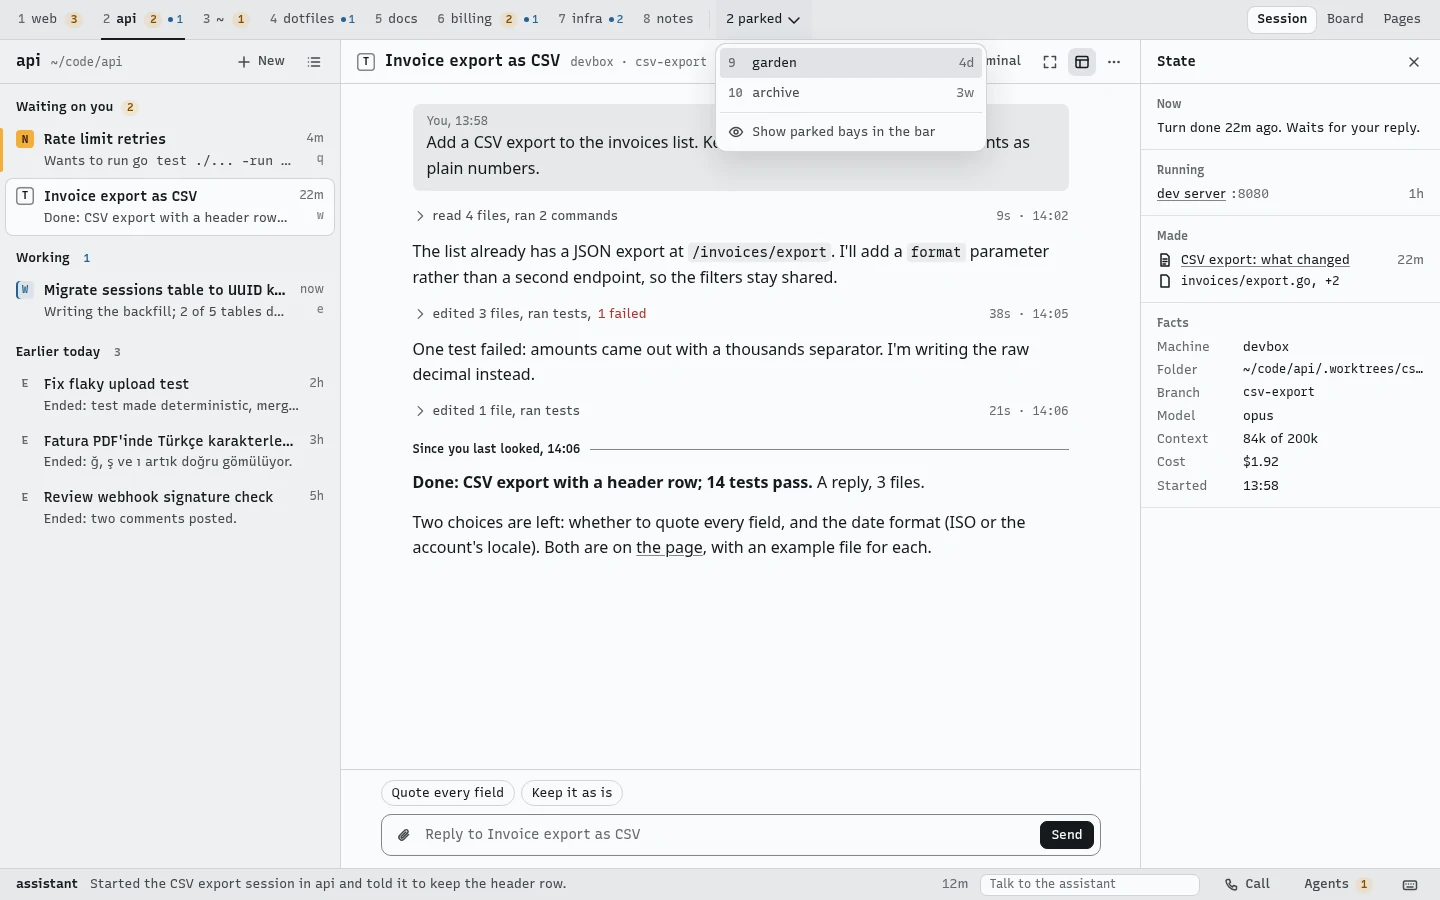 1 web 3 2 api 2 •1 3 ~ 1 4 dotfiles •1 5 docs 6 billing 2 •1 7 infra •2 8 notes 2 parked Session Board Pages
api ~/code/api + New
Waiting on you 2
N Rate limit retries 4m
Wants to run go test ./... -run … q
T Invoice export as CSV 22m
Done: CSV export with a header row… w
Working 1
W Migrate sessions table to UUID k… now
Writing the backfill; 2 of 5 tables d… e
Earlier today 3
E Fix flaky upload test 2h
Ended: test made deterministic, merg…
E Fatura PDF'inde Türkçe karakterle… 3h
Ended: ğ, ş ve ı artık doğru gömülüyor.
E Review webhook signature check 5h
Ended: two comments posted.
T Invoice export as CSV devbox · csv-export minal
9 garden 4d
10 archive 3w
Show parked bays in the bar
You, 13:58
Add a CSV export to the invoices list. Ke nts as
plain numbers.
read 4 files, ran 2 commands 9s · 14:02
The list already has a JSON export at /invoices/export. I'll add a format parameter
rather than a second endpoint, so the filters stay shared.
edited 3 files, ran tests, 1 failed 38s · 14:05
One test failed: amounts came out with a thousands separator. I'm writing the raw
decimal instead.
edited 1 file, ran tests 21s · 14:06
Since you last looked, 14:06
Done: CSV export with a header row; 14 tests pass. A reply, 3 files.
Two choices are left: whether to quote every field, and the date format (ISO or the
account's locale). Both are on the page, with an example file for each.
Quote every field Keep it as is
Reply to Invoice export as CSV Send
State
Now
Turn done 22m ago. Waits for your reply.
Running
dev server :8080 1h
Made
CSV export: what changed 22m
invoices/export.go, +2
Facts
Machine devbox
Folder ~/code/api/.worktrees/cs…
Branch csv-export
Model opus
Context 84k of 200k
Cost $1.92
Started 13:58
assistant Started the CSV export session in api and told it to keep the header row. 12m Talk to the assistant Call Agents 1